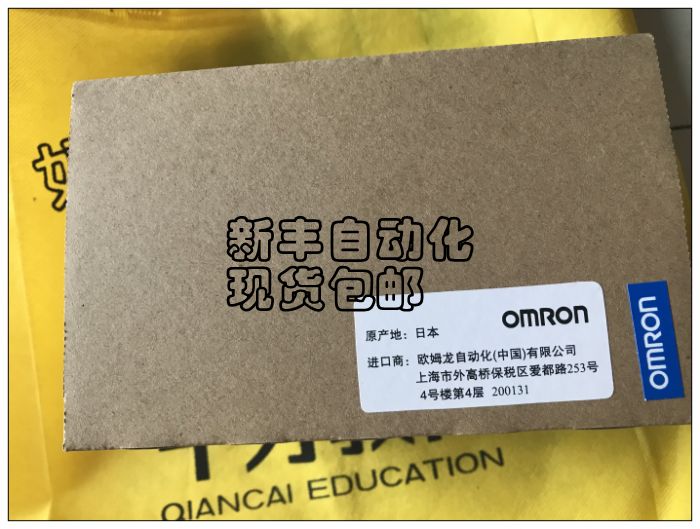 新丰自动化
现货包邮
OMRON
原产地: 日本
进口商: 欧姆龙自动化(中国)有限公司
上海市外高桥保税区爱都路253号
4号楼第4层 200131
OMRON
QIANCAI EDUCATION